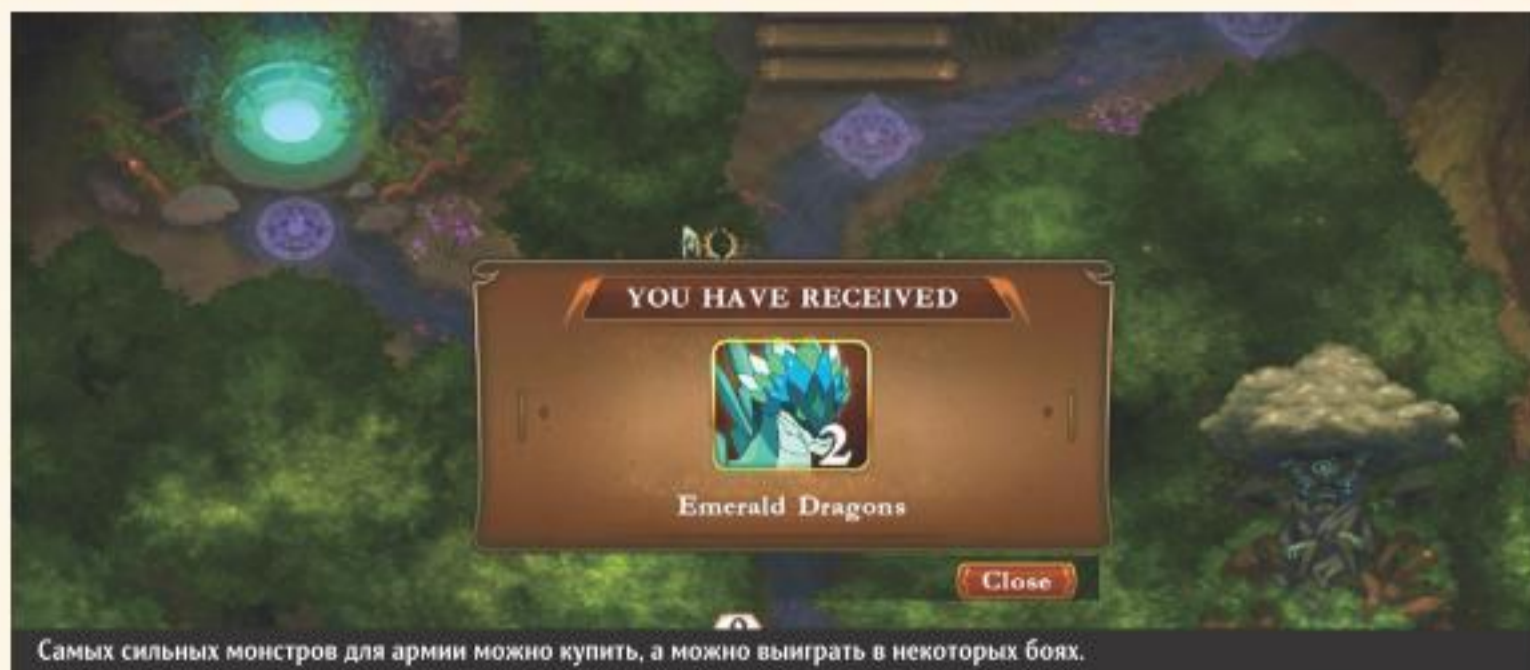 YOU HAVE RECEIVED
2
Emerald Dragons
Close
Самых сильных монстров для армии можно купить, а можно выиграть в некоторых боях.